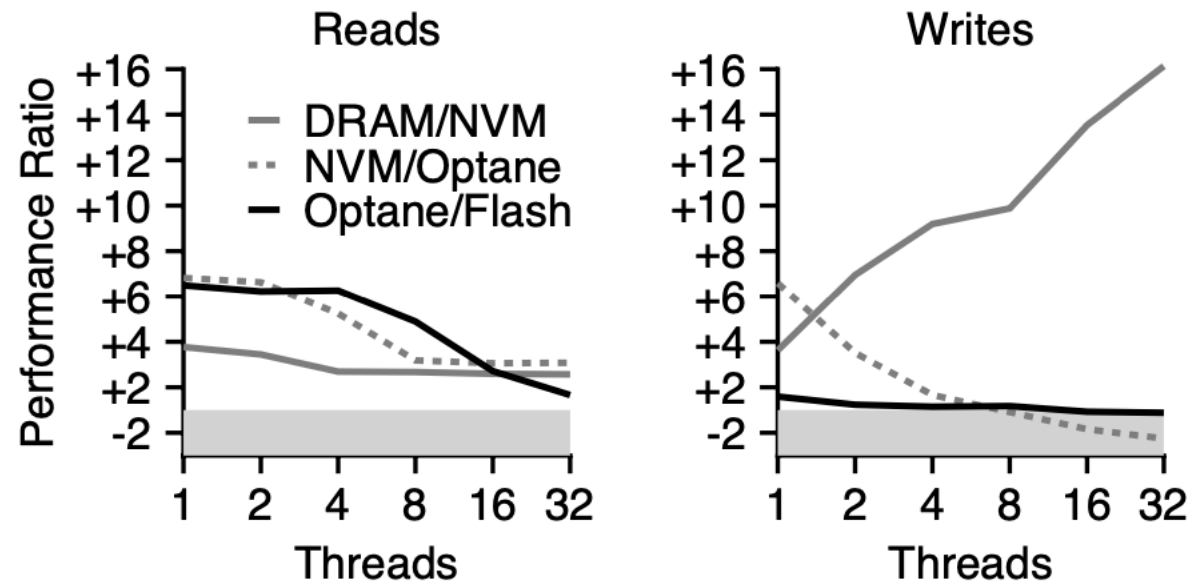 Reads
Performance Ratio
+16
+14
+12
+10
+8
+6
+4
+2
-2
DRAM/NVM
NVM/Optane
Optane/Flash
1 2 4 8 16 32
Threads
Writes
+16
+14
+12
+10
+8
+6
+4
+2
-2
1 2 4 8 16 32
Threads